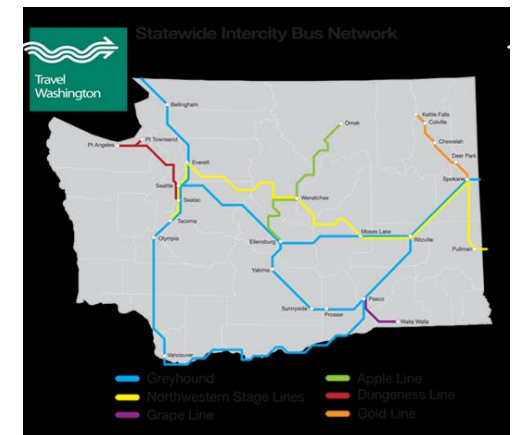 Statewide Intercity Bus Network
Travel
Washington
Bellingham
Pt Angeles
Pt Townsend
Everett
Seattle
Seatac
Tacoma
Olympia
Omak
Wenatchee
Kettle Falls
Colville
Chewelah
Deer Park
Spokane
Ellensburg
Moses Lake
Ritzville
Pullman
Yakima
Sunnyside
Prosper
Pasco
Walla Walla
Vancouver
Greyhound
Northwestern Stage Lines
Grape Line
Apple Line
Dungeness Line
Gold Line